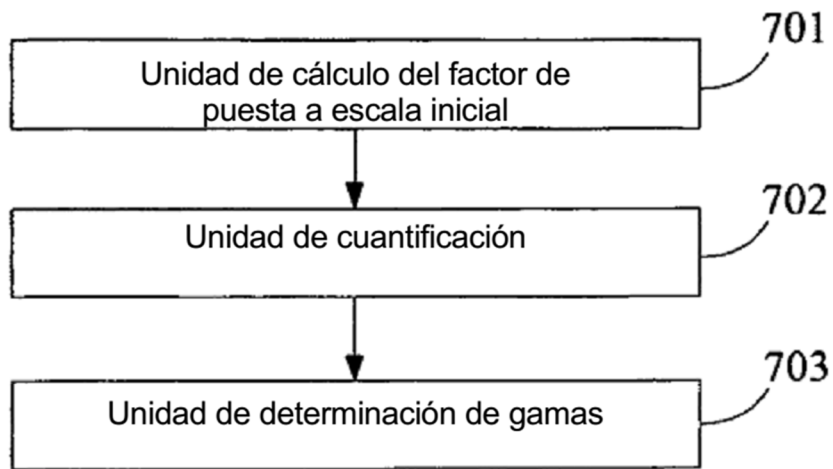 701
Unidad de cálculo del factor de
puesta a escala inicial
702
Unidad de cuantificación
703
Unidad de determinación de gamas